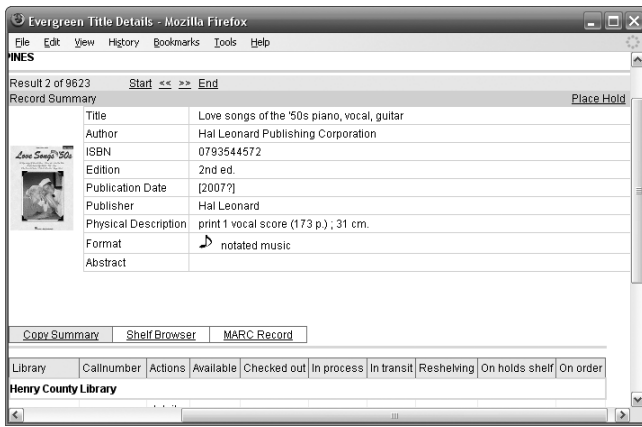 Evergreen Title Details - Mozilla Firefox
File Edit View History Bookmarks Tools Help
PINES
Result 2 of 9623 Start << >> End
Record Summary Place Hold
Title Love songs of the '50s piano, vocal, guitar
Author Hal Leonard Publishing Corporation
Love Songs '50s
ISBN 0793544572
Edition 2nd ed.
Publication Date [2007?]
Publisher Hal Leonard
Physical Description print 1 vocal score (173 p.) ; 31 cm.
Format notated music
Abstract
Copy Summary Shelf Browser MARC Record
Library Callnumber Actions Available Checked out In process In transit Reshelving On holds shelf On order
Henry County Library